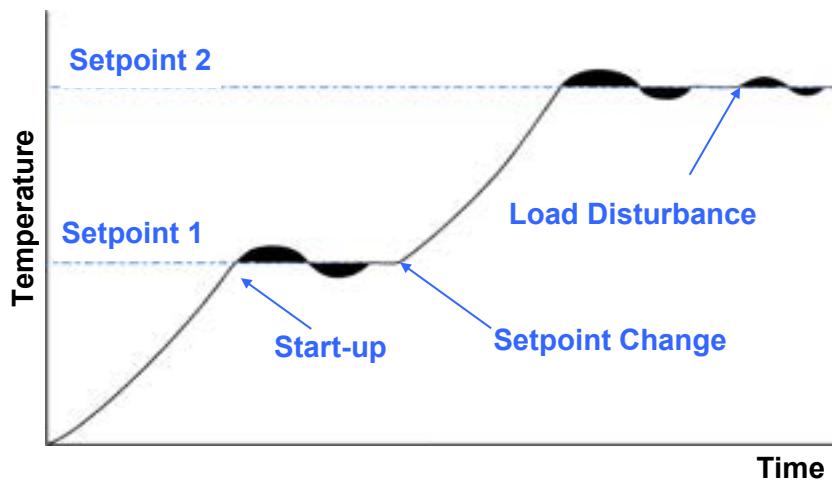 Setpoint 2
Temperature
Load Disturbance
Setpoint 1
Start-up
Setpoint Change
Time